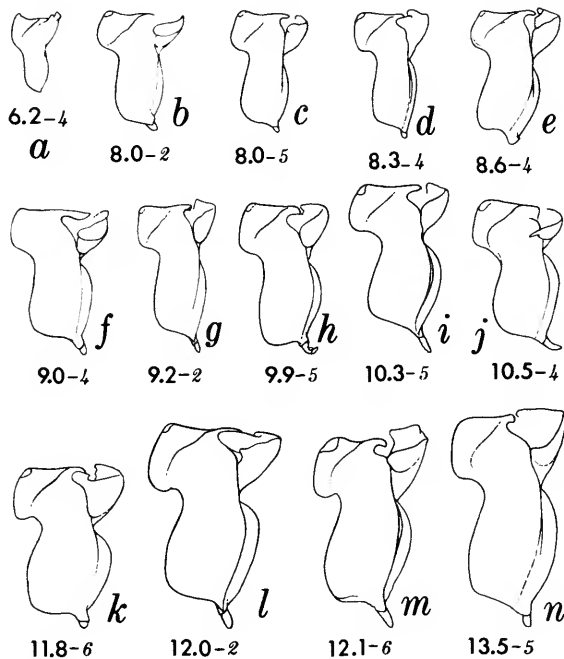 6.2-4
a
b
8.0-2
c
8.0-5
d
8.3-4
e
8.6-4
f
9.0-4
g
9.2-2
h
9.9-5
i
10.3-5
j
10.5-4
k
11.8-6
l
12.0-2
m
12.1-6
n
13.5-5